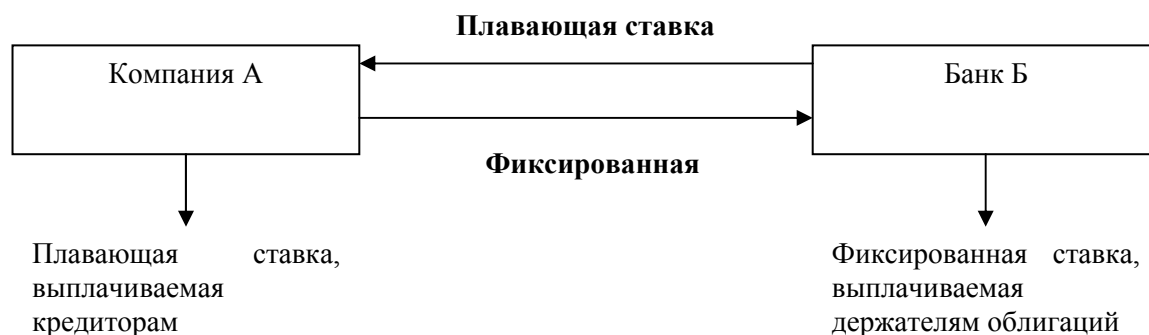 Плавающая ставка
Компания А
Банк Б
Фиксированная
Плавающая ставка,
выплачиваемая
кредиторам
Фиксированная ставка,
выплачиваемая
держателям облигаций